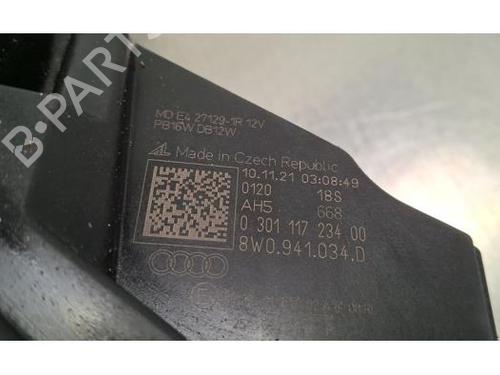 MD E4 27129-1R 12V
PB16W DB12W
Made in Czech Republic
10.11.21 03:08:49
0120 18S
AH5 668
0 301 117 234 00
8W0.941.034.D